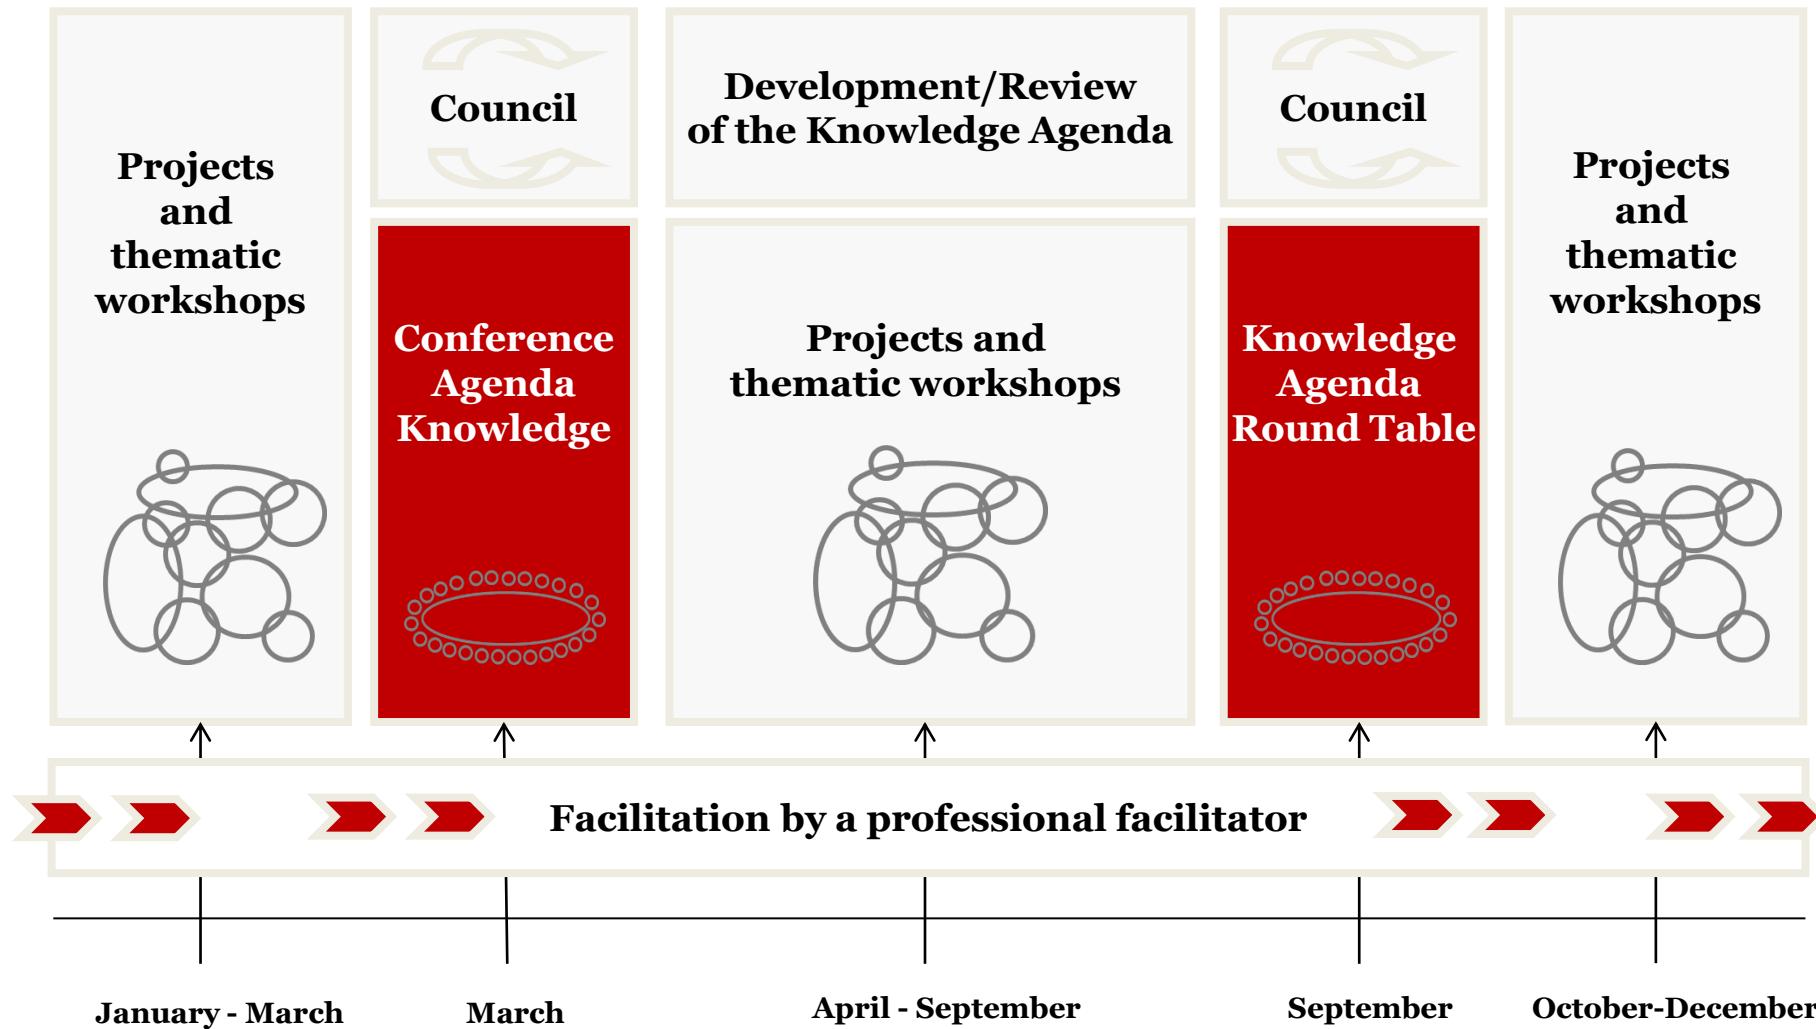 Projects
and
thematic
workshops
Council
Conference
Agenda
Knowledge
Development/Review
of the Knowledge Agenda
Projects and
thematic workshops
Council
Knowledge
Agenda
Round Table
Projects
and
thematic
workshops
Facilitation by a professional facilitator
January - March
March
April - September
September
October-December